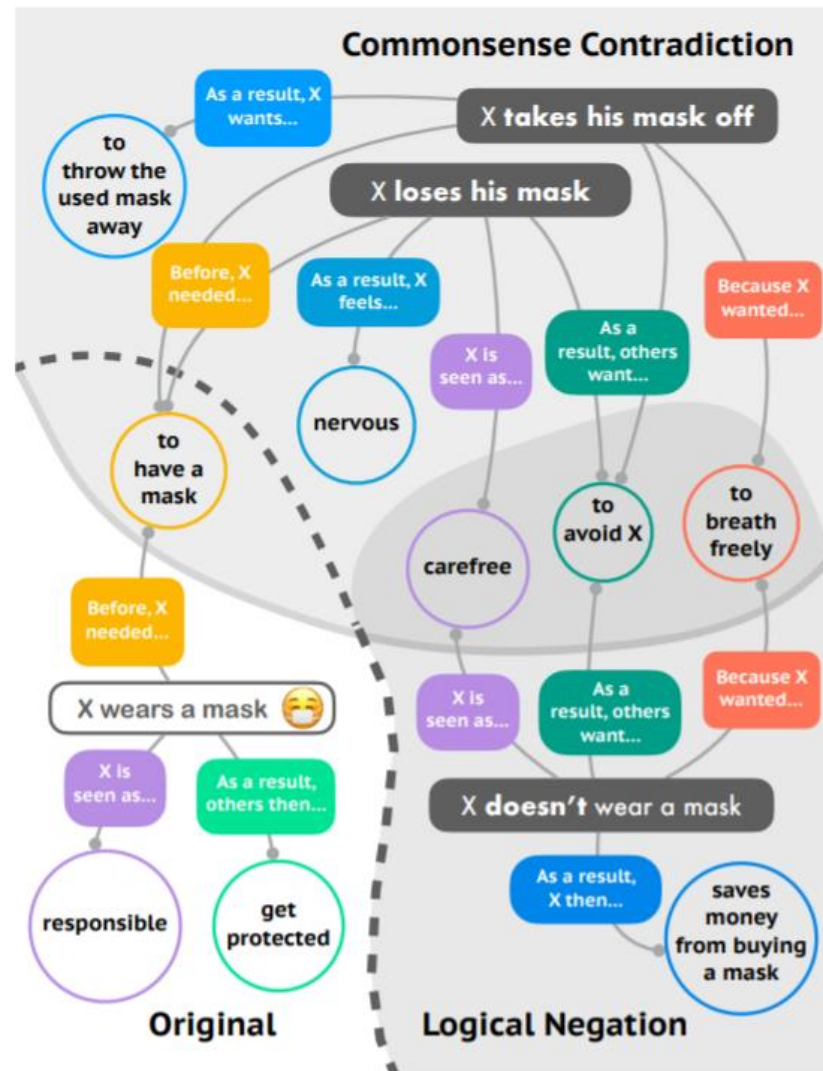 Commonsense Contradiction
As a result, X
wants...
X takes his mask off
to
throw the
used mask
away
X loses his mask
Before, X
needed...
As a result, X
feels...
Because X
wanted...
X is
seen as...
As a
result, others
want...
nervous
to
have a
mask
carefree
to
avoid X
to
breath
freely
Before, X
needed...
X wears a mask
X is
seen as...
As a result,
others then...
responsible
get
protected
Original
X is
seen as...
As a
result, others
want...
Because X
wanted...
X doesn't wear a mask
As a result,
X then...
saves
money
from buying
a mask
Logical Negation